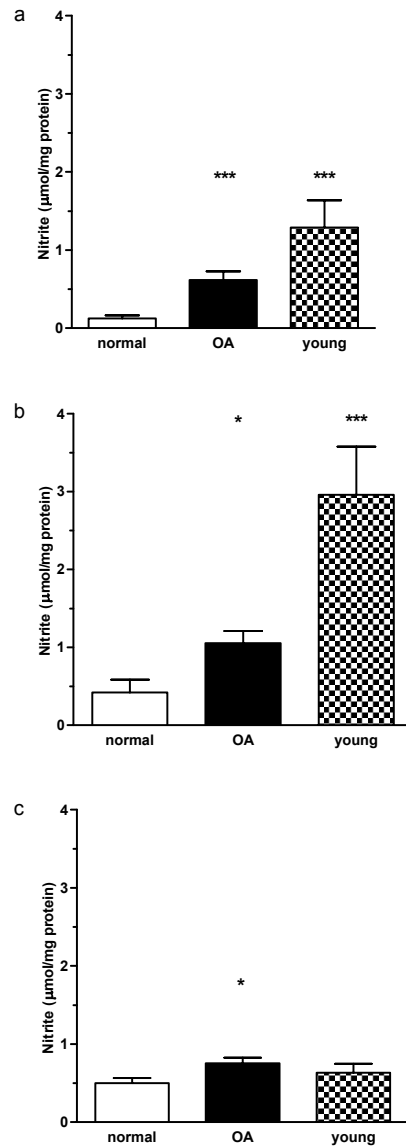 a
4
3
2
1
0
Nitrite (μmol/mg protein)
*** ***
normal OA young
b
4
3
2
1
0
Nitrite (μmol/mg protein)
* ***
normal OA young
c
4
3
2
1
0
Nitrite (μmol/mg protein)
*
normal OA young